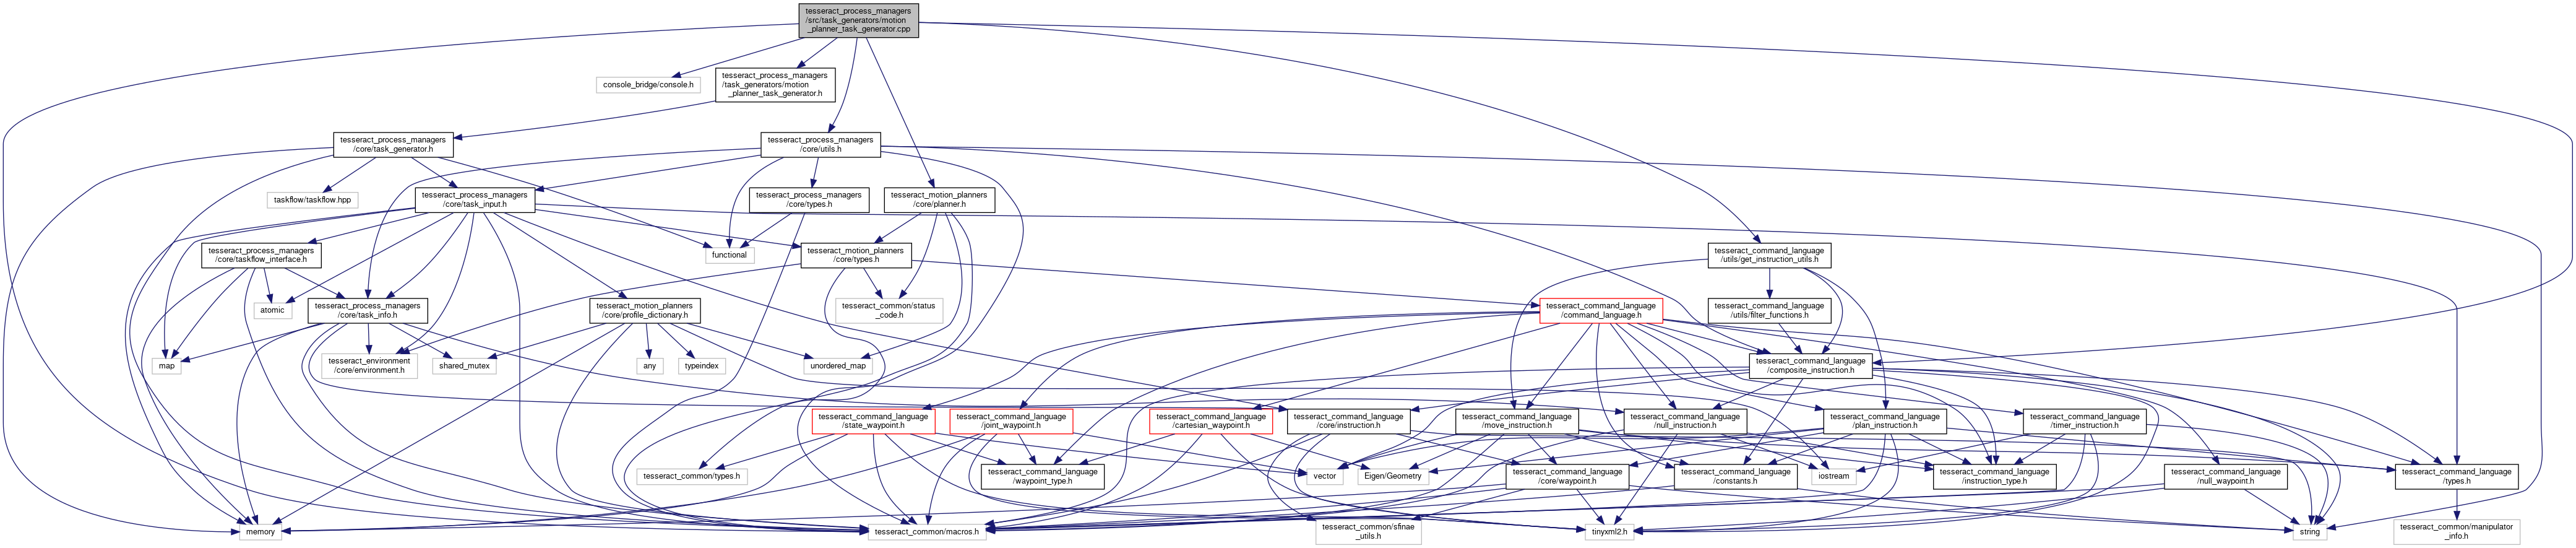 tesseract_process_managers
/src/task_generators/motion
_planner_task_generator.cpp
console_bridge/console.h
tesseract_process_managers
/task_generators/motion
_planner_task_generator.h
tesseract_process_managers
/core/task_generator.h
tesseract_process_managers
/core/utils.h
taskflow/taskflow.hpp
tesseract_process_managers
/core/task_input.h
tesseract_process_managers
/core/types.h
tesseract_motion_planners
/core/planner.h
tesseract_process_managers
/core/taskflow_interface.h
functional
tesseract_motion_planners
/core/types.h
tesseract_command_language
/utils/get_instruction_utils.h
atomic
tesseract_process_managers
/core/task_info.h
tesseract_motion_planners
/core/profile_dictionary.h
tesseract_common/status
_code.h
tesseract_command_language
/command_language.h
tesseract_command_language
/utils/filter_functions.h
map
tesseract_environment
/core/environment.h
shared_mutex
any
typeindex
unordered_map
tesseract_command_language
/composite_instruction.h
tesseract_command_language
/state_waypoint.h
tesseract_command_language
/joint_waypoint.h
tesseract_command_language
/cartesian_waypoint.h
tesseract_command_language
/core/instruction.h
tesseract_command_language
/move_instruction.h
tesseract_command_language
/null_instruction.h
tesseract_command_language
/plan_instruction.h
tesseract_command_language
/timer_instruction.h
tesseract_common/types.h
tesseract_command_language
/waypoint_type.h
vector
Eigen/Geometry
tesseract_command_language
/core/waypoint.h
tesseract_command_language
/constants.h
iostream
tesseract_command_language
/instruction_type.h
tesseract_command_language
/null_waypoint.h
tesseract_command_language
/types.h
memory
tesseract_common/macros.h
tesseract_common/sfinae
_utils.h
tinyxml2.h
string
tesseract_common/manipulator
_info.h